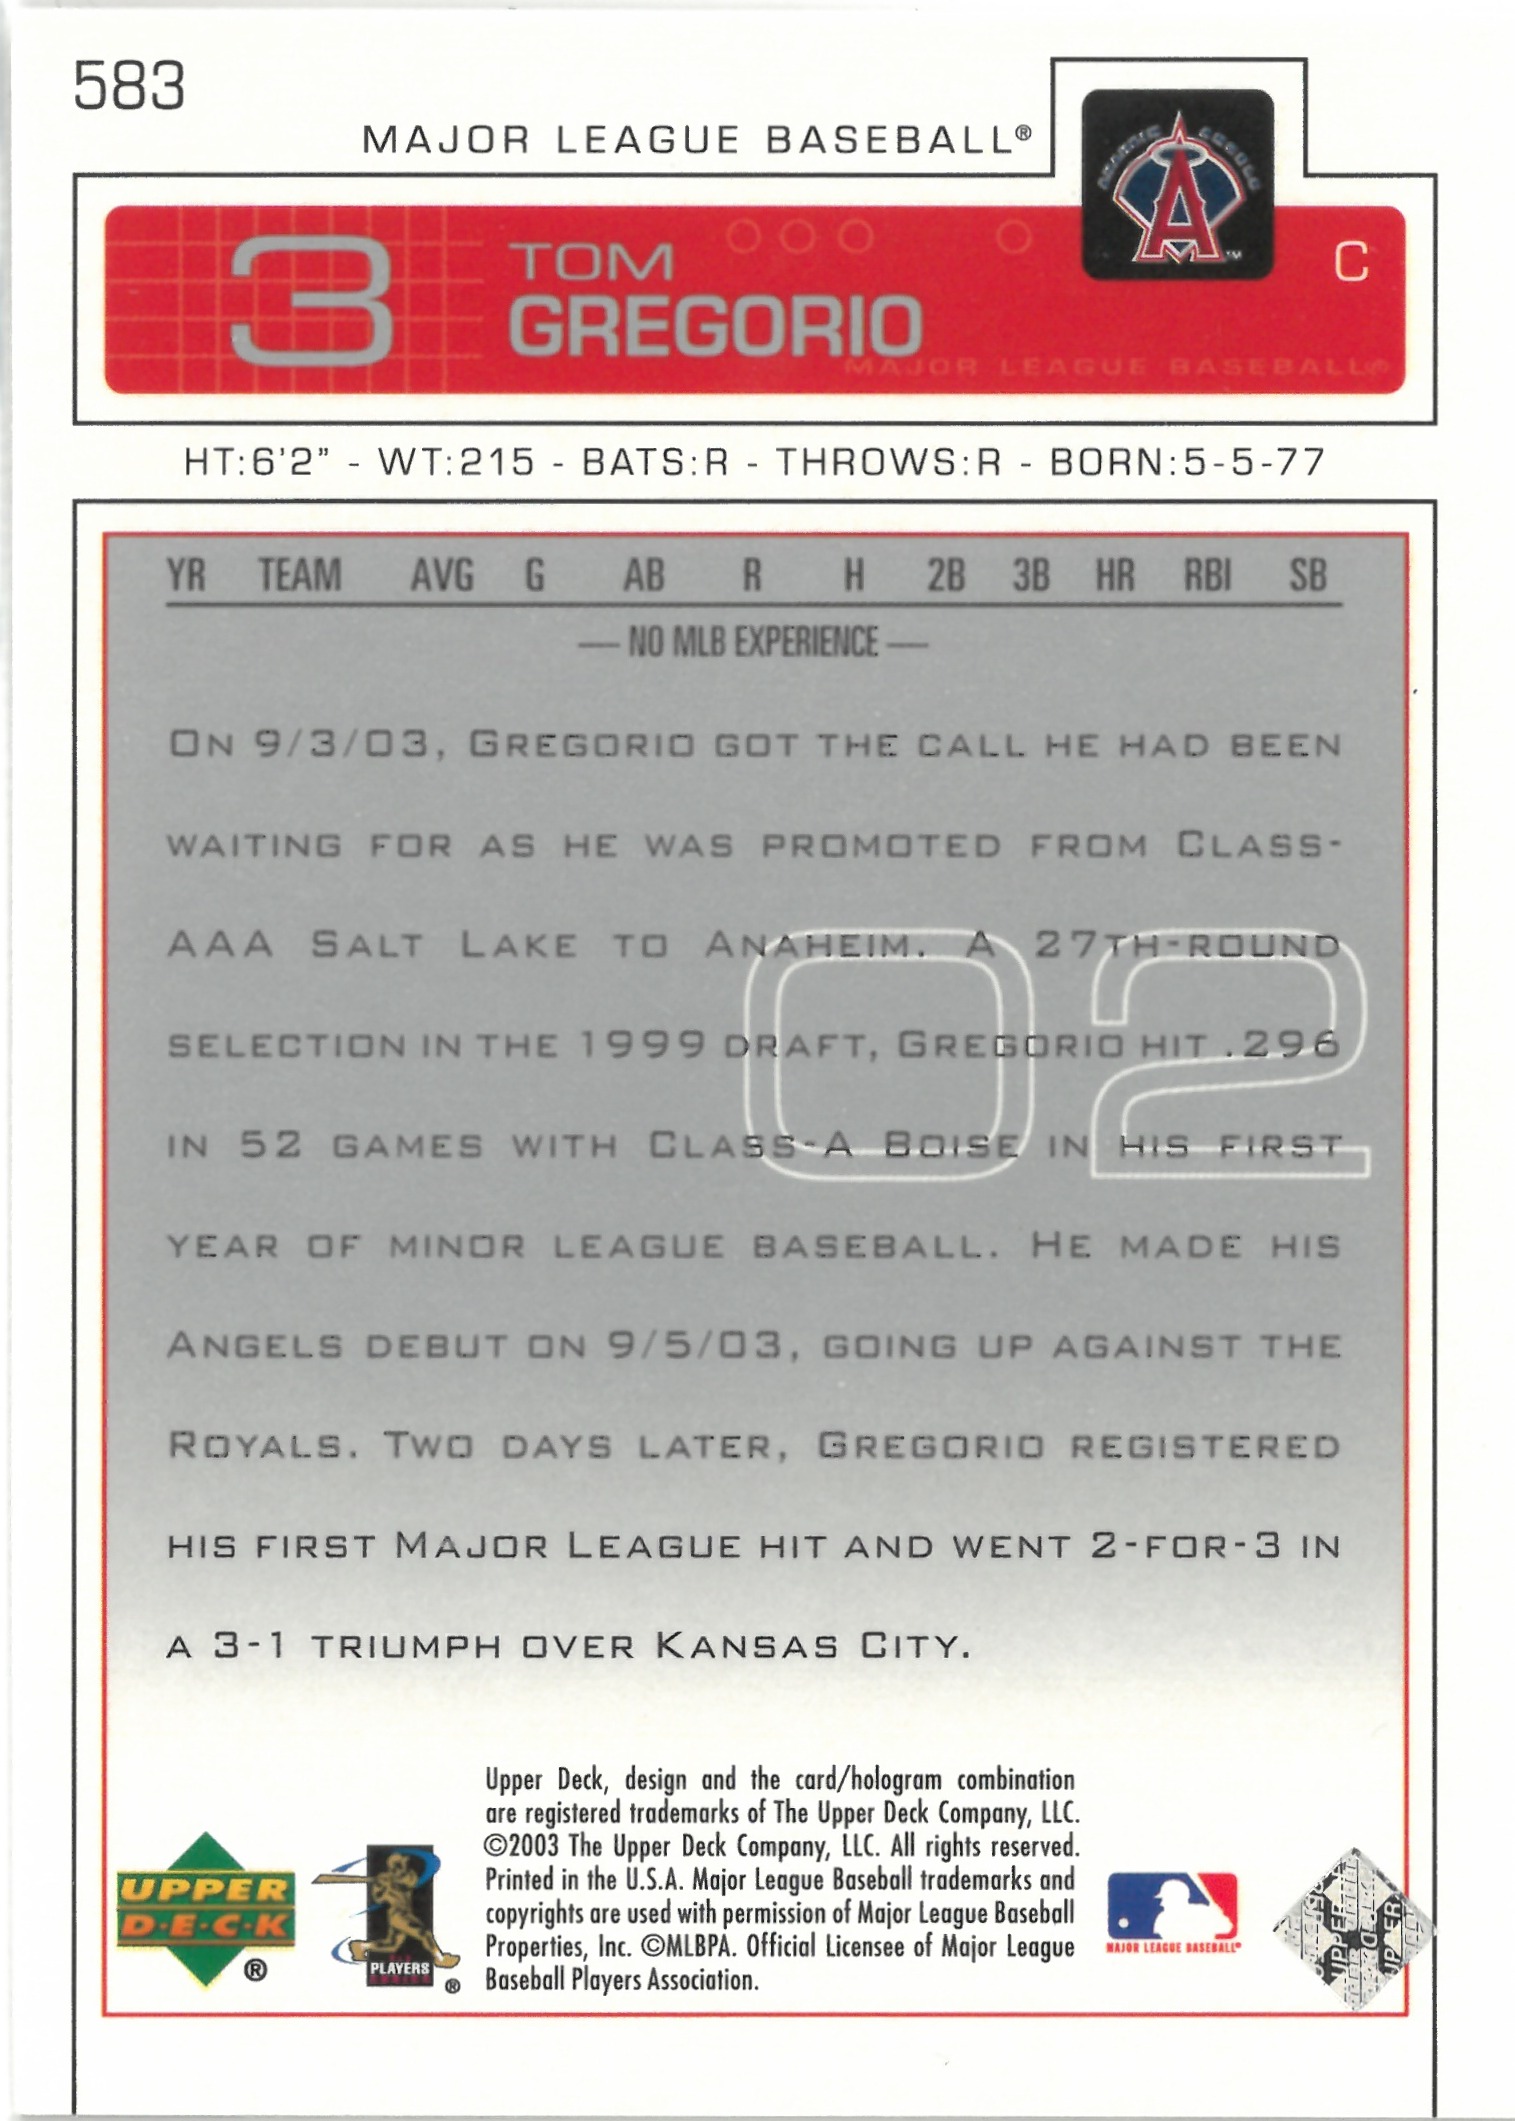 583
MAJOR LEAGUE BASEBALL®
3
TOM
GREGORIO
C
MAJOR LEAGUE BASEBALL®
HT:6'2" - WT:215 - BATS:R - THROWS:R - BORN:5-5-77
YR TEAM AVG G AB R H 2B 3B HR RBI SB
— NO MLB EXPERIENCE —
ON 9/3/03, GREGORIO GOT THE CALL HE HAD BEEN
WAITING FOR AS HE WAS PROMOTED FROM CLASS-
AAA SALT LAKE TO ANAHEIM. A 27TH-ROUND
SELECTION IN THE 1999 DRAFT, GREGORIO HIT .296
IN 52 GAMES WITH CLASS-A BOISE IN HIS FIRST
YEAR OF MINOR LEAGUE BASEBALL. HE MADE HIS
ANGELS DEBUT ON 9/5/03, GOING UP AGAINST THE
ROYALS. TWO DAYS LATER, GREGORIO REGISTERED
HIS FIRST MAJOR LEAGUE HIT AND WENT 2-FOR-3 IN
A 3-1 TRIUMPH OVER KANSAS CITY.
02
Upper Deck, design and the card/hologram combination
are registered trademarks of The Upper Deck Company, LLC.
©2003 The Upper Deck Company, LLC. All rights reserved.
Printed in the U.S.A. Major League Baseball trademarks and
copyrights are used with permission of Major League Baseball
Properties, Inc. ©MLBPA. Official Licensee of Major League
Baseball Players Association.
UPPER
D·E·C·K
®
PLAYERS
®
MAJOR LEAGUE BASEBALL®